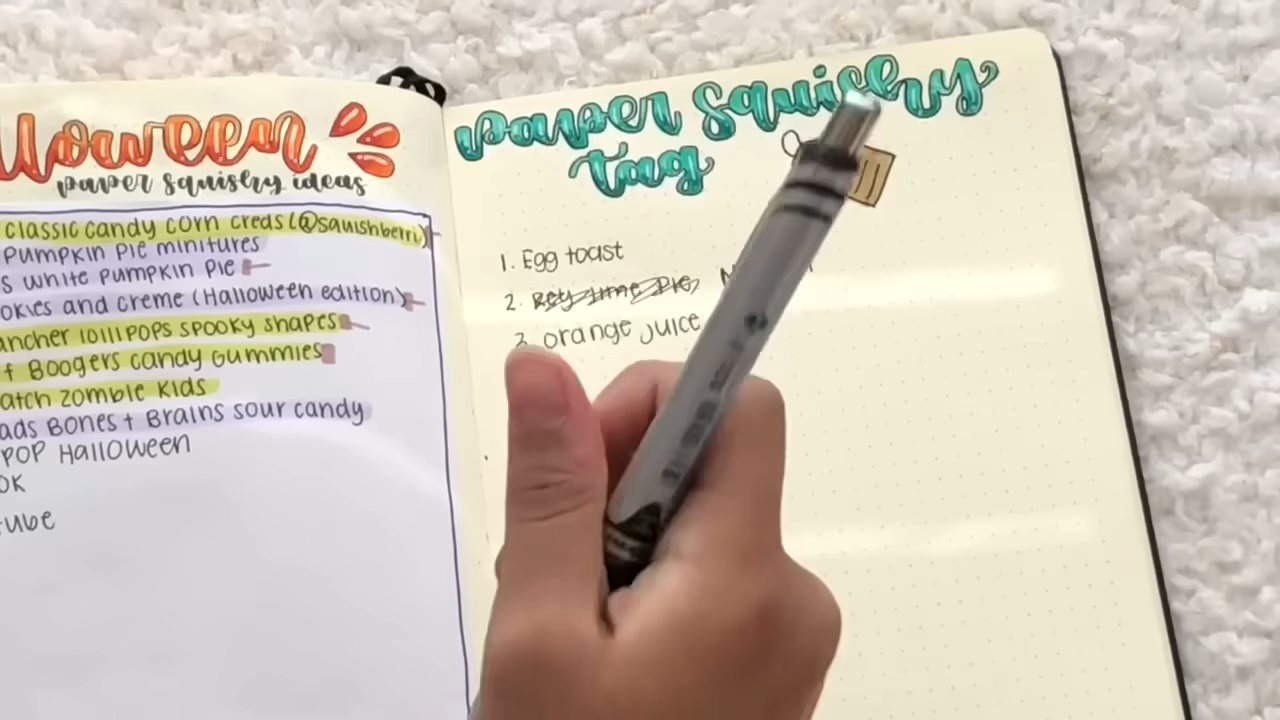 lloween
paper squishy ideas
classic candy corn creds (@squishberri)
Pumpkin Pie minitures
s white pumpkin pie
okies and creme (Halloween edition)
ancher lollipops spooky shapes
f Boogers candy Gummies
atch zombie kids
ads Bones + Brains sour candy
POP Halloween
OK
tube
paper squishy
tag
1. Egg toast
2. Key lime Pie,
3. orange juice